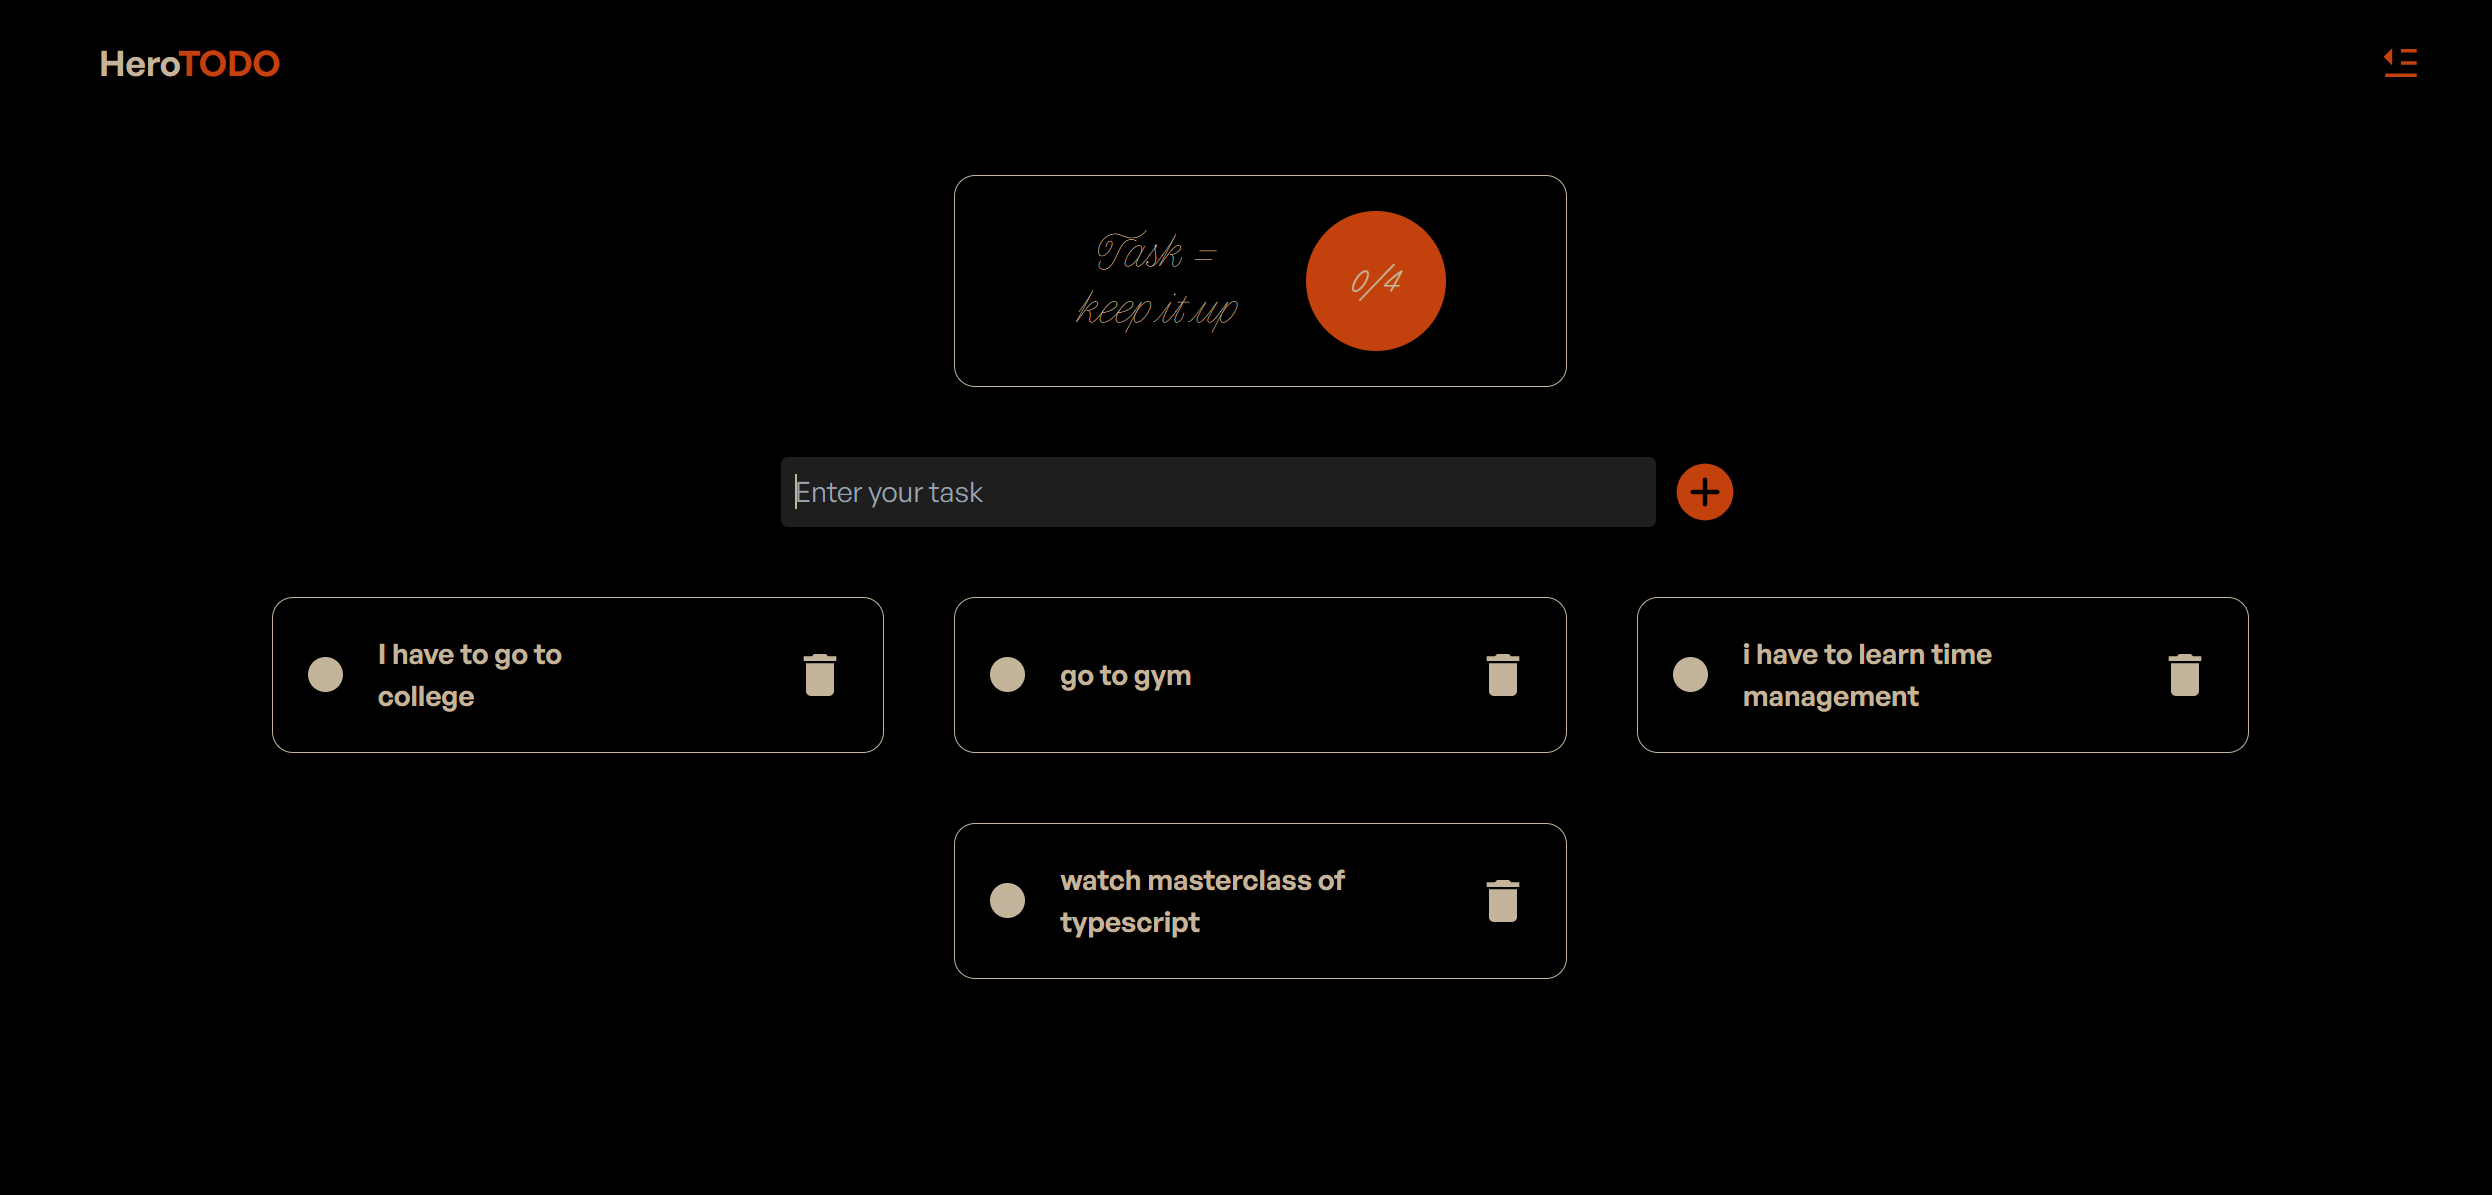 HeroTODO
Task =
keep it up
0/4
Enter your task
I have to go to
college
go to gym
i have to learn time
management
watch masterclass of
typescript